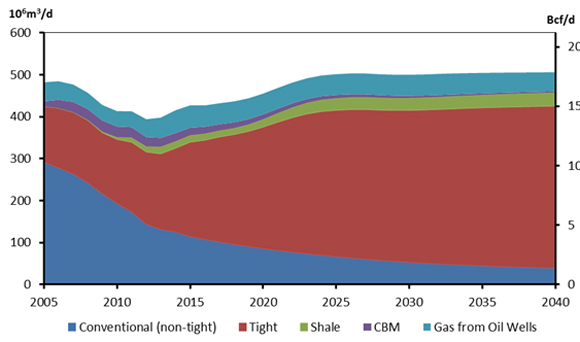 10⁶m³/d Bcf/d
600
500 20
400
300 15
200 10
100 5
0 0
2005 2010 2015 2020 2025 2030 2035 2040
Conventional (non-tight) Tight Shale CBM Gas from Oil Wells